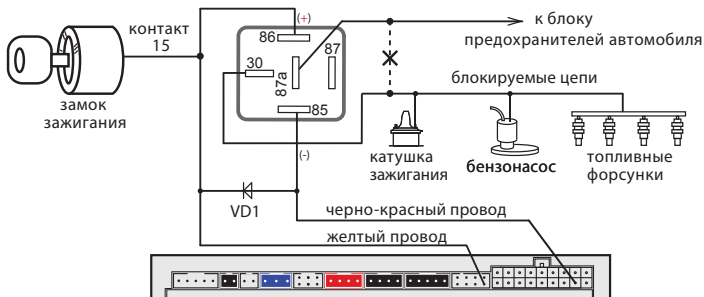 контакт
15
замок
зажигания
(+)
86
87
30
87a
85
(-)
к блоку
предохранителей автомобиля
блокируемые цепи
катушка
зажигания
бензонасос
топливные
форсунки
VD1
черно-красный провод
желтый провод